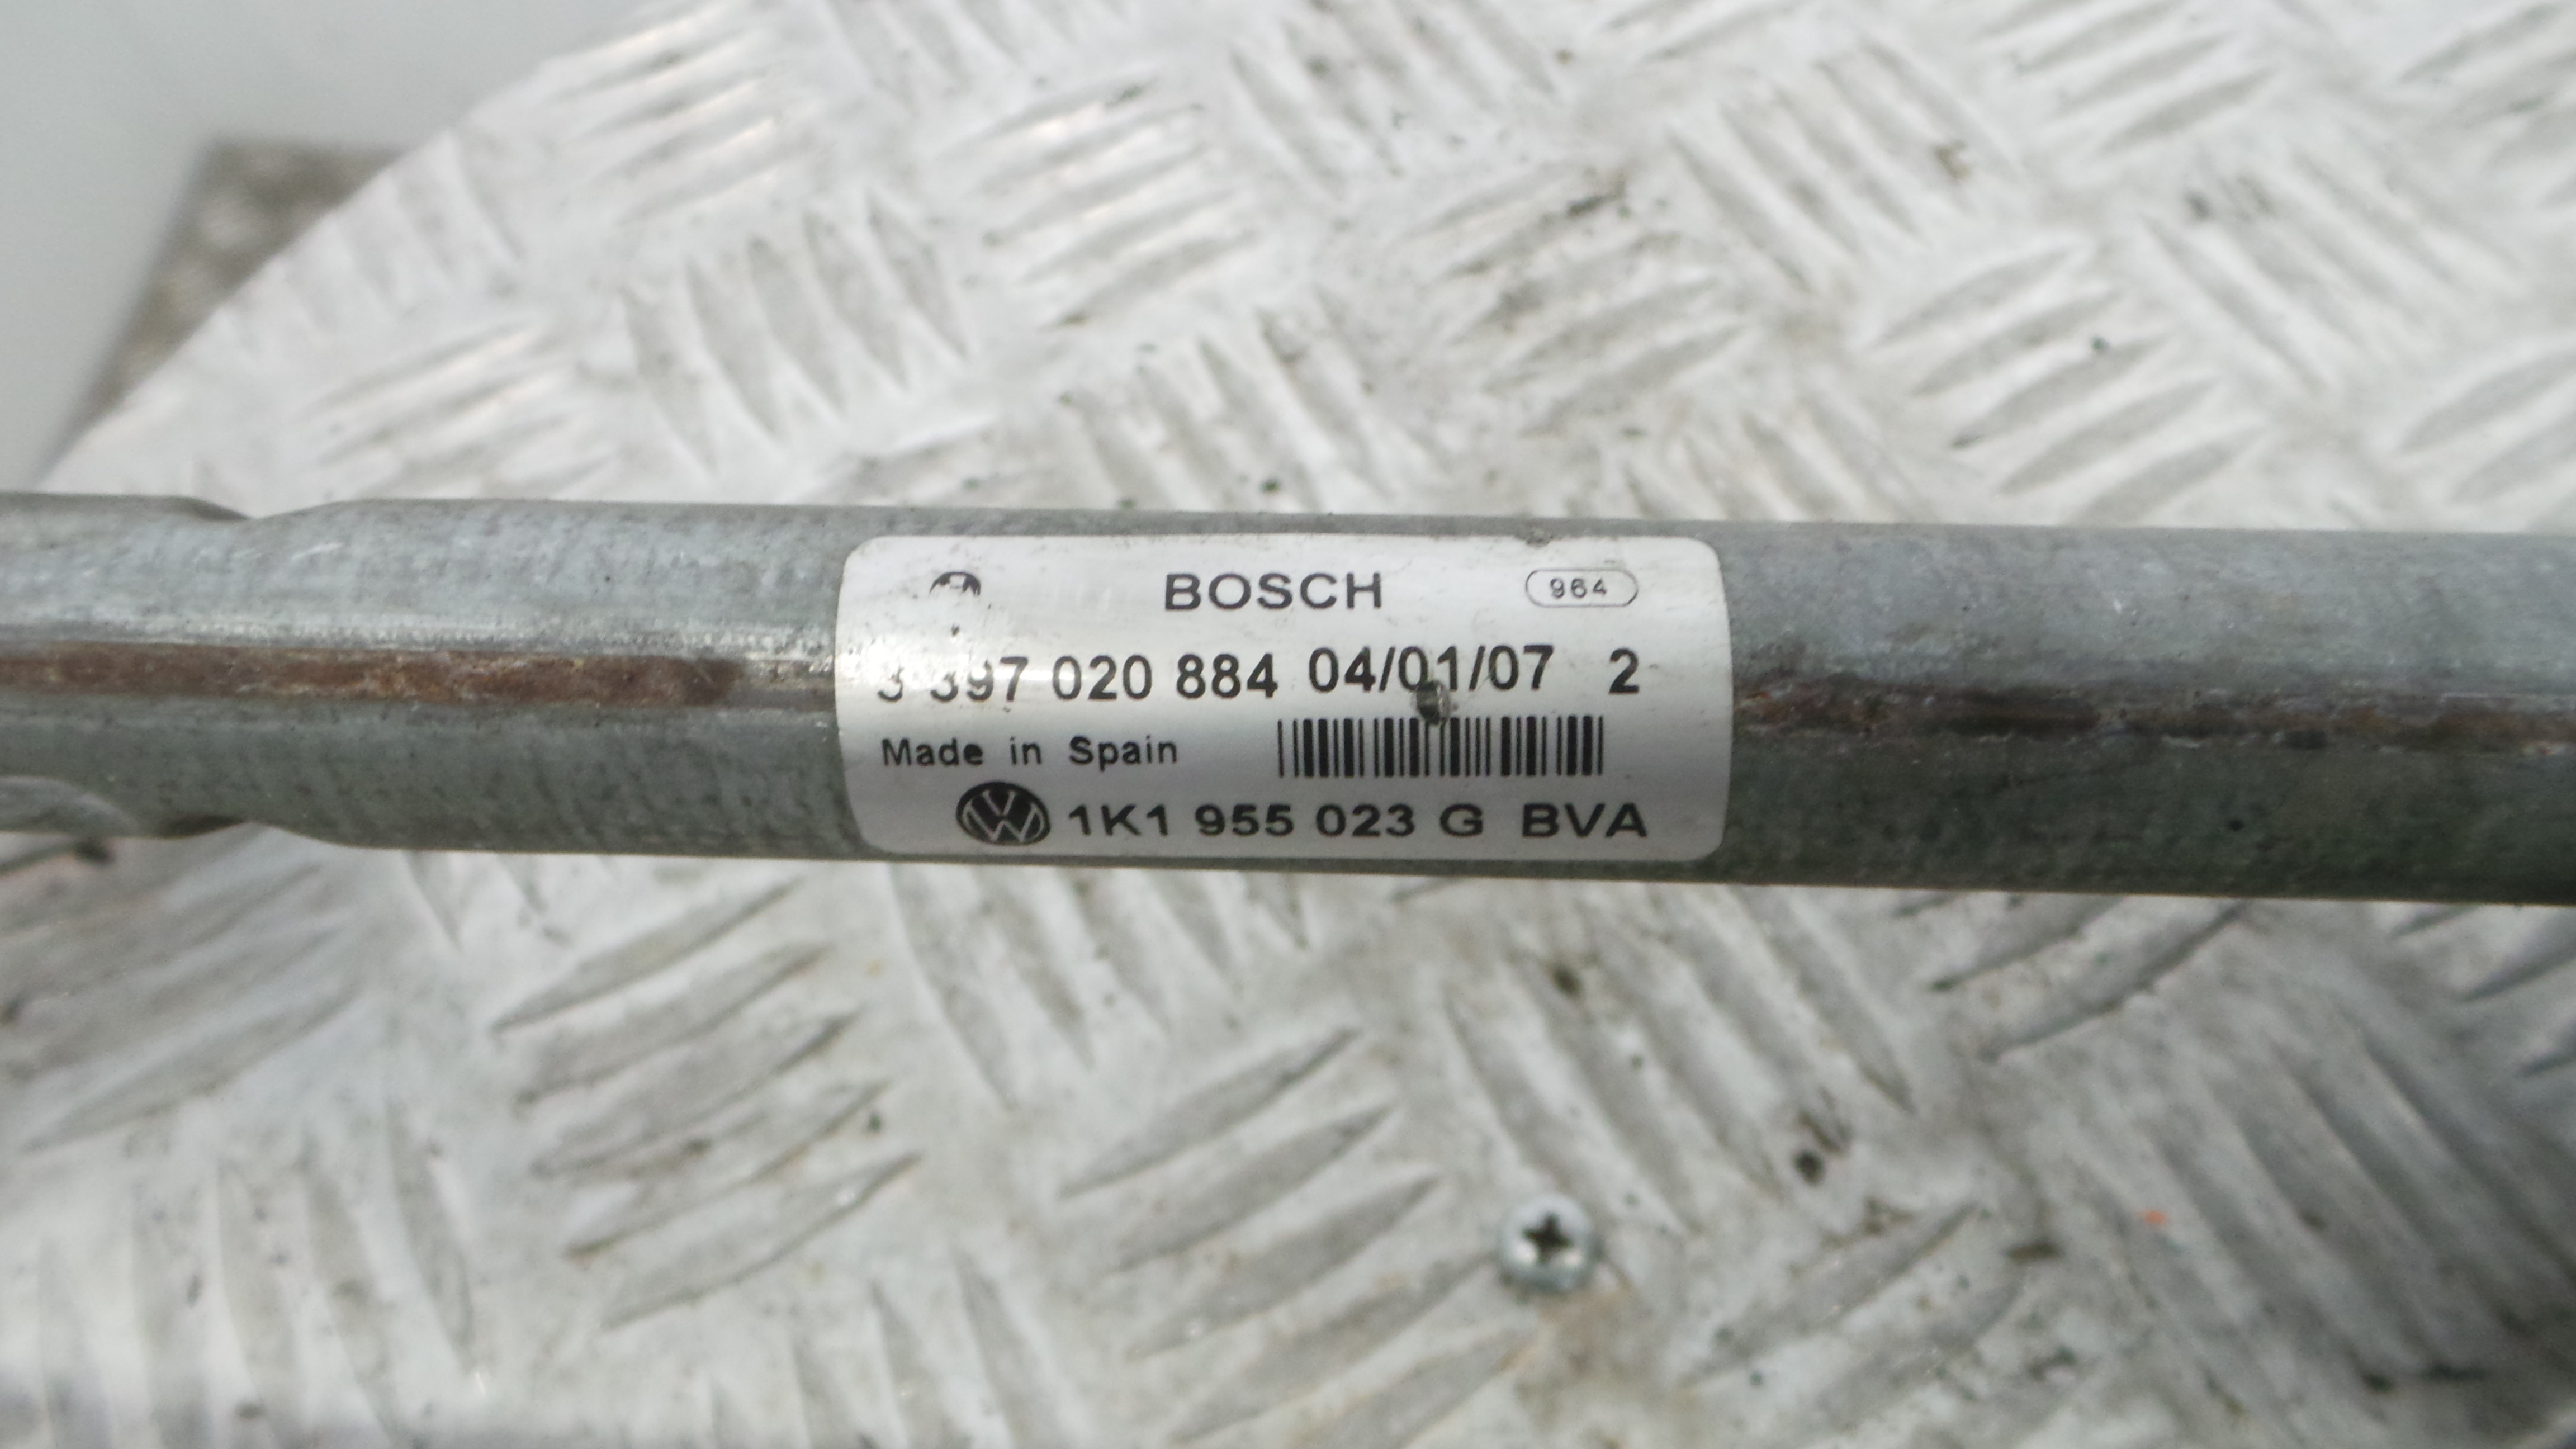 BOSCH 964
3 397 020 884 04/01/07 2
Made in Spain
1K1 955 023 G BVA